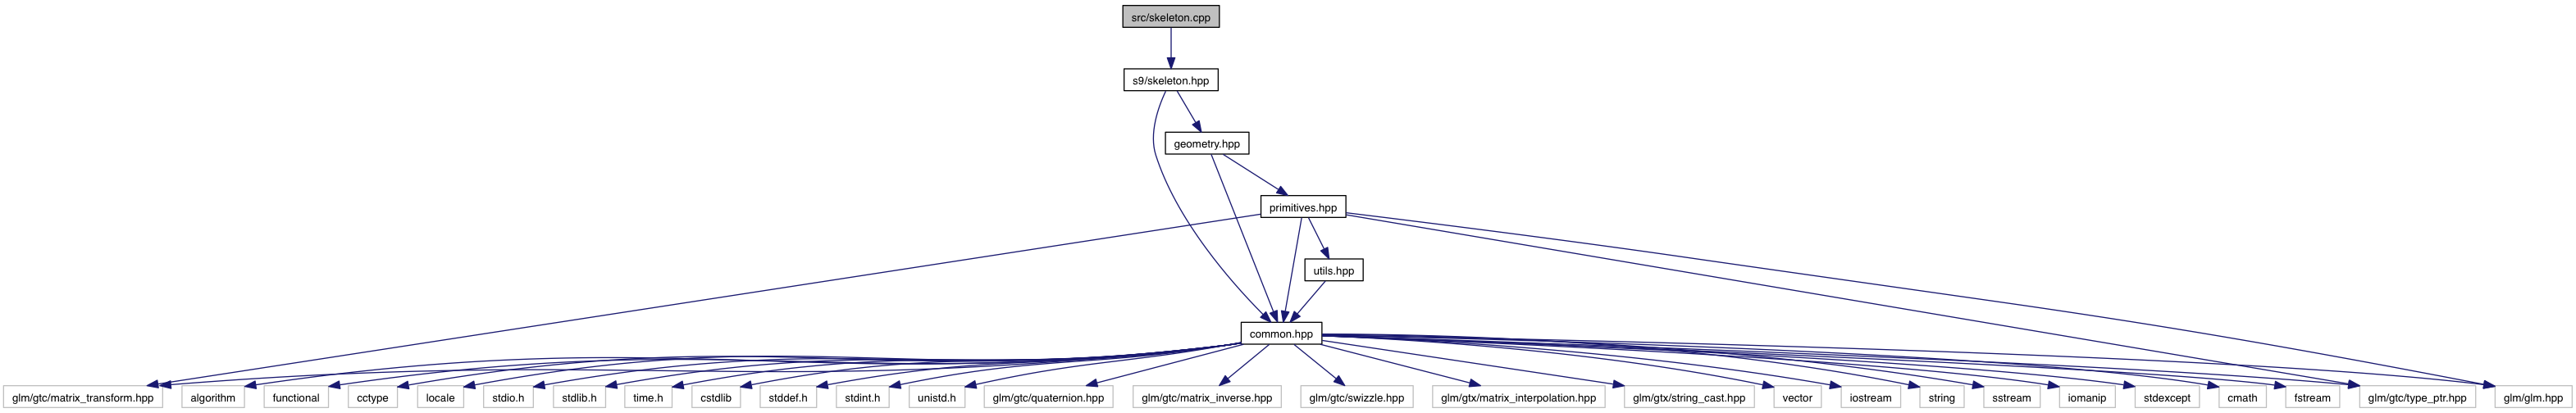 src/skeleton.cpp
s9/skeleton.hpp
geometry.hpp
primitives.hpp
utils.hpp
common.hpp
glm/gtc/matrix_transform.hpp
algorithm
functional
cctype
locale
stdio.h
stdlib.h
time.h
cstdlib
stddef.h
stdint.h
unistd.h
glm/gtc/quaternion.hpp
glm/gtc/matrix_inverse.hpp
glm/gtc/swizzle.hpp
glm/gtx/matrix_interpolation.hpp
glm/gtx/string_cast.hpp
vector
iostream
string
sstream
iomanip
stdexcept
cmath
fstream
glm/gtc/type_ptr.hpp
glm/glm.hpp